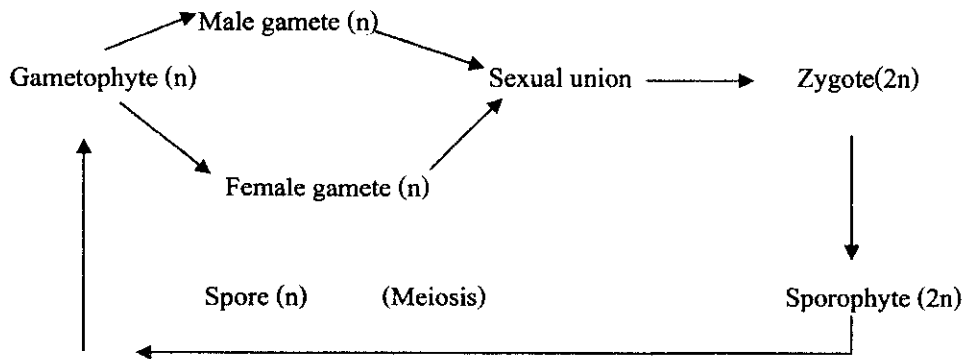 Male gamete (n)
Gametophyte (n) Sexual union Zygote(2n)
Female gamete (n)
Spore (n) (Meiosis) Sporophyte (2n)